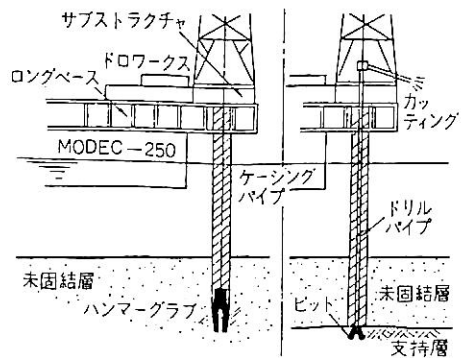 サブストラクチャ
ドロワークス
ロングベース
MODEC-250
ケーシング
パイプ
未固結層
ハンマーグラブ
カッ
ティング
ドリル
パイプ
ビット
未固結層
支持層